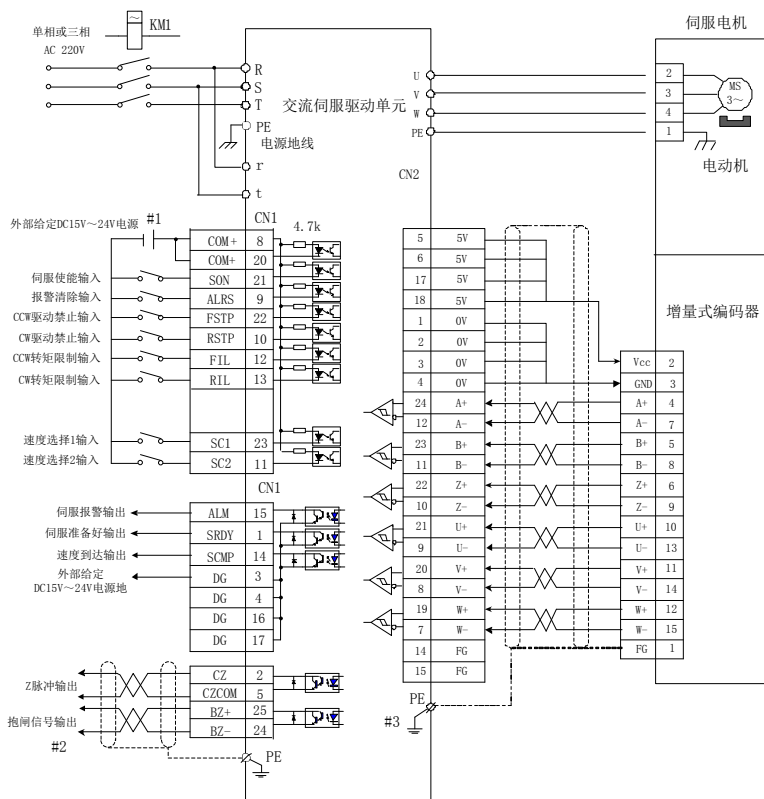 伺服电机
单相或三相
AC 220V
～
KM1
R
S
T
PE
电源地线
r
t
交流伺服驱动单元
U
V
W
PE
CN2
2
3
4
1
MS
3～
电动机
外部给定DC15V～24V电源
#1
CN1
4.7k
COM+ 8
COM+ 20
伺服使能输入 SON 21
报警清除输入 ALRS 9
CCW驱动禁止输入 FSTP 22
CW驱动禁止输入 RSTP 10
CCW转矩限制输入 FIL 12
CW转矩限制输入 RIL 13
速度选择1输入 SC1 23
速度选择2输入 SC2 11
CN1
伺服报警输出 ALM 15
伺服准备好输出 SRDY 1
速度到达输出 SCMP 14
外部给定
DC15V～24V电源地
DG 3
DG 4
DG 16
DG 17
Z脉冲输出
CZ 2
CZCOM 5
抱闸信号输出
BZ+ 25
BZ- 24
#2
PE
5 5V
6 5V
17 5V
18 5V
1 0V
2 0V
3 0V
4 0V
24 A+
12 A-
23 B+
11 B-
22 Z+
10 Z-
21 U+
9 U-
20 V+
8 V-
19 W+
7 W-
14 FG
15 FG
PE
#3
增量式编码器
Vcc 2
GND 3
A+ 4
A- 7
B+ 5
B- 8
Z+ 6
Z- 9
U+ 10
U- 13
V+ 11
V- 14
W+ 12
W- 15
FG 1